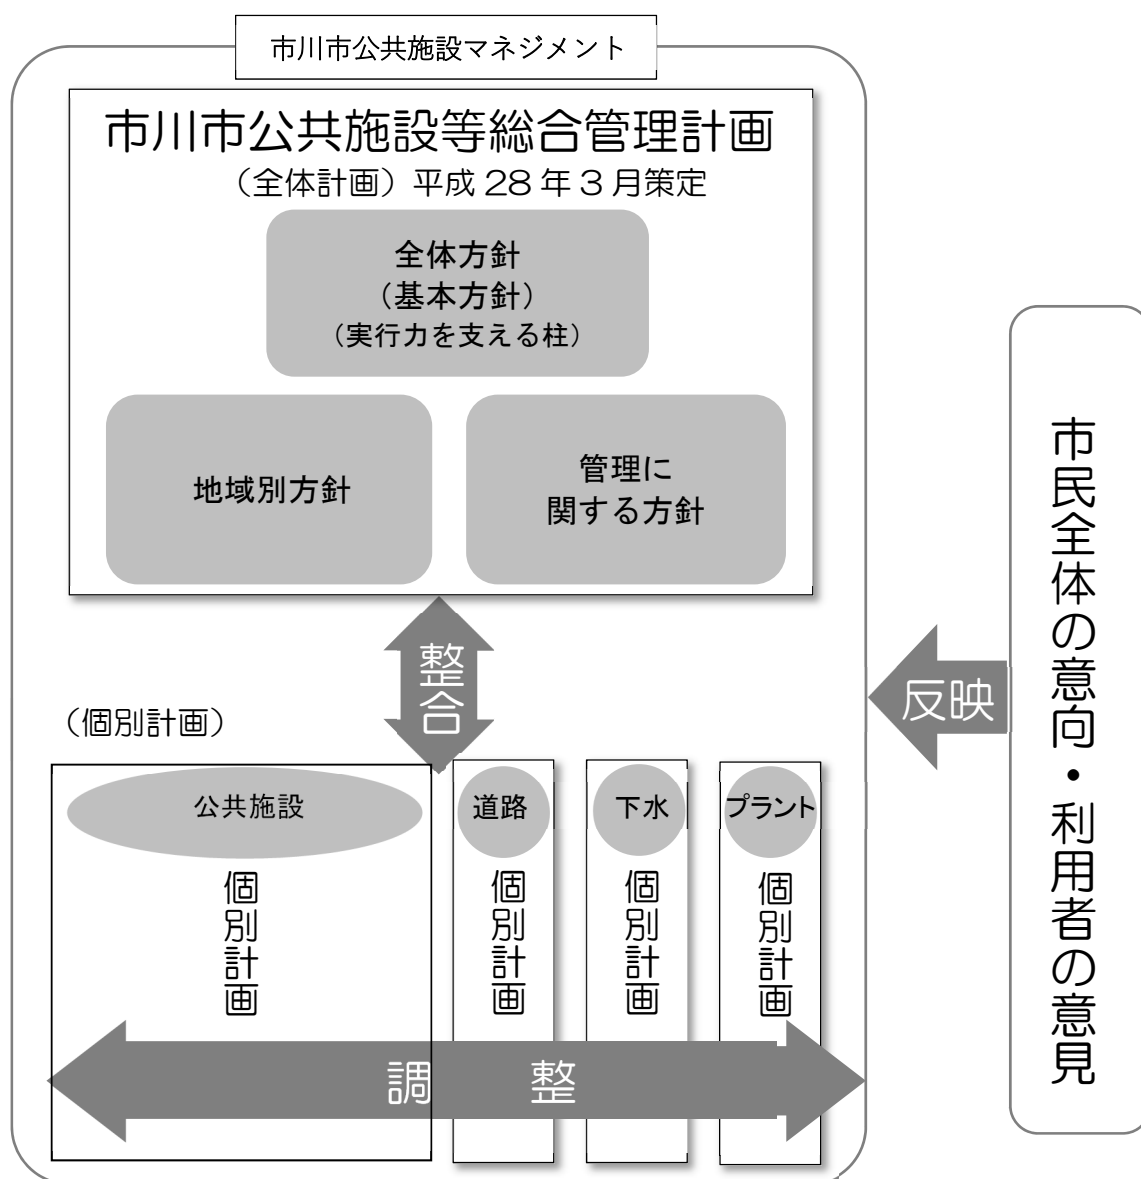 市川市公共施設マネジメント
市川市公共施設等総合管理計画
（全体計画）平成 28 年 3 月策定
全体方針
（基本方針）
（実行力を支える柱）
地域別方針
管理に
関する方針
整合
（個別計画）
公共施設
個別計画
道路
個別計画
下水
個別計画
プラント
個別計画
調　整
反映
市民全体の意向・利用者の意見